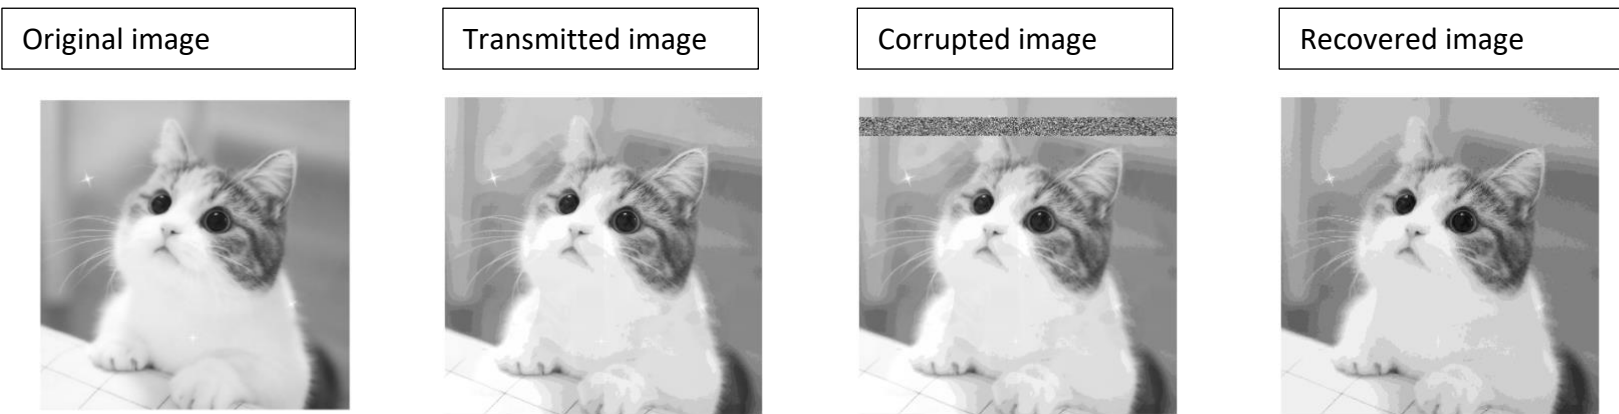 Original image
Transmitted image
Corrupted image
Recovered image